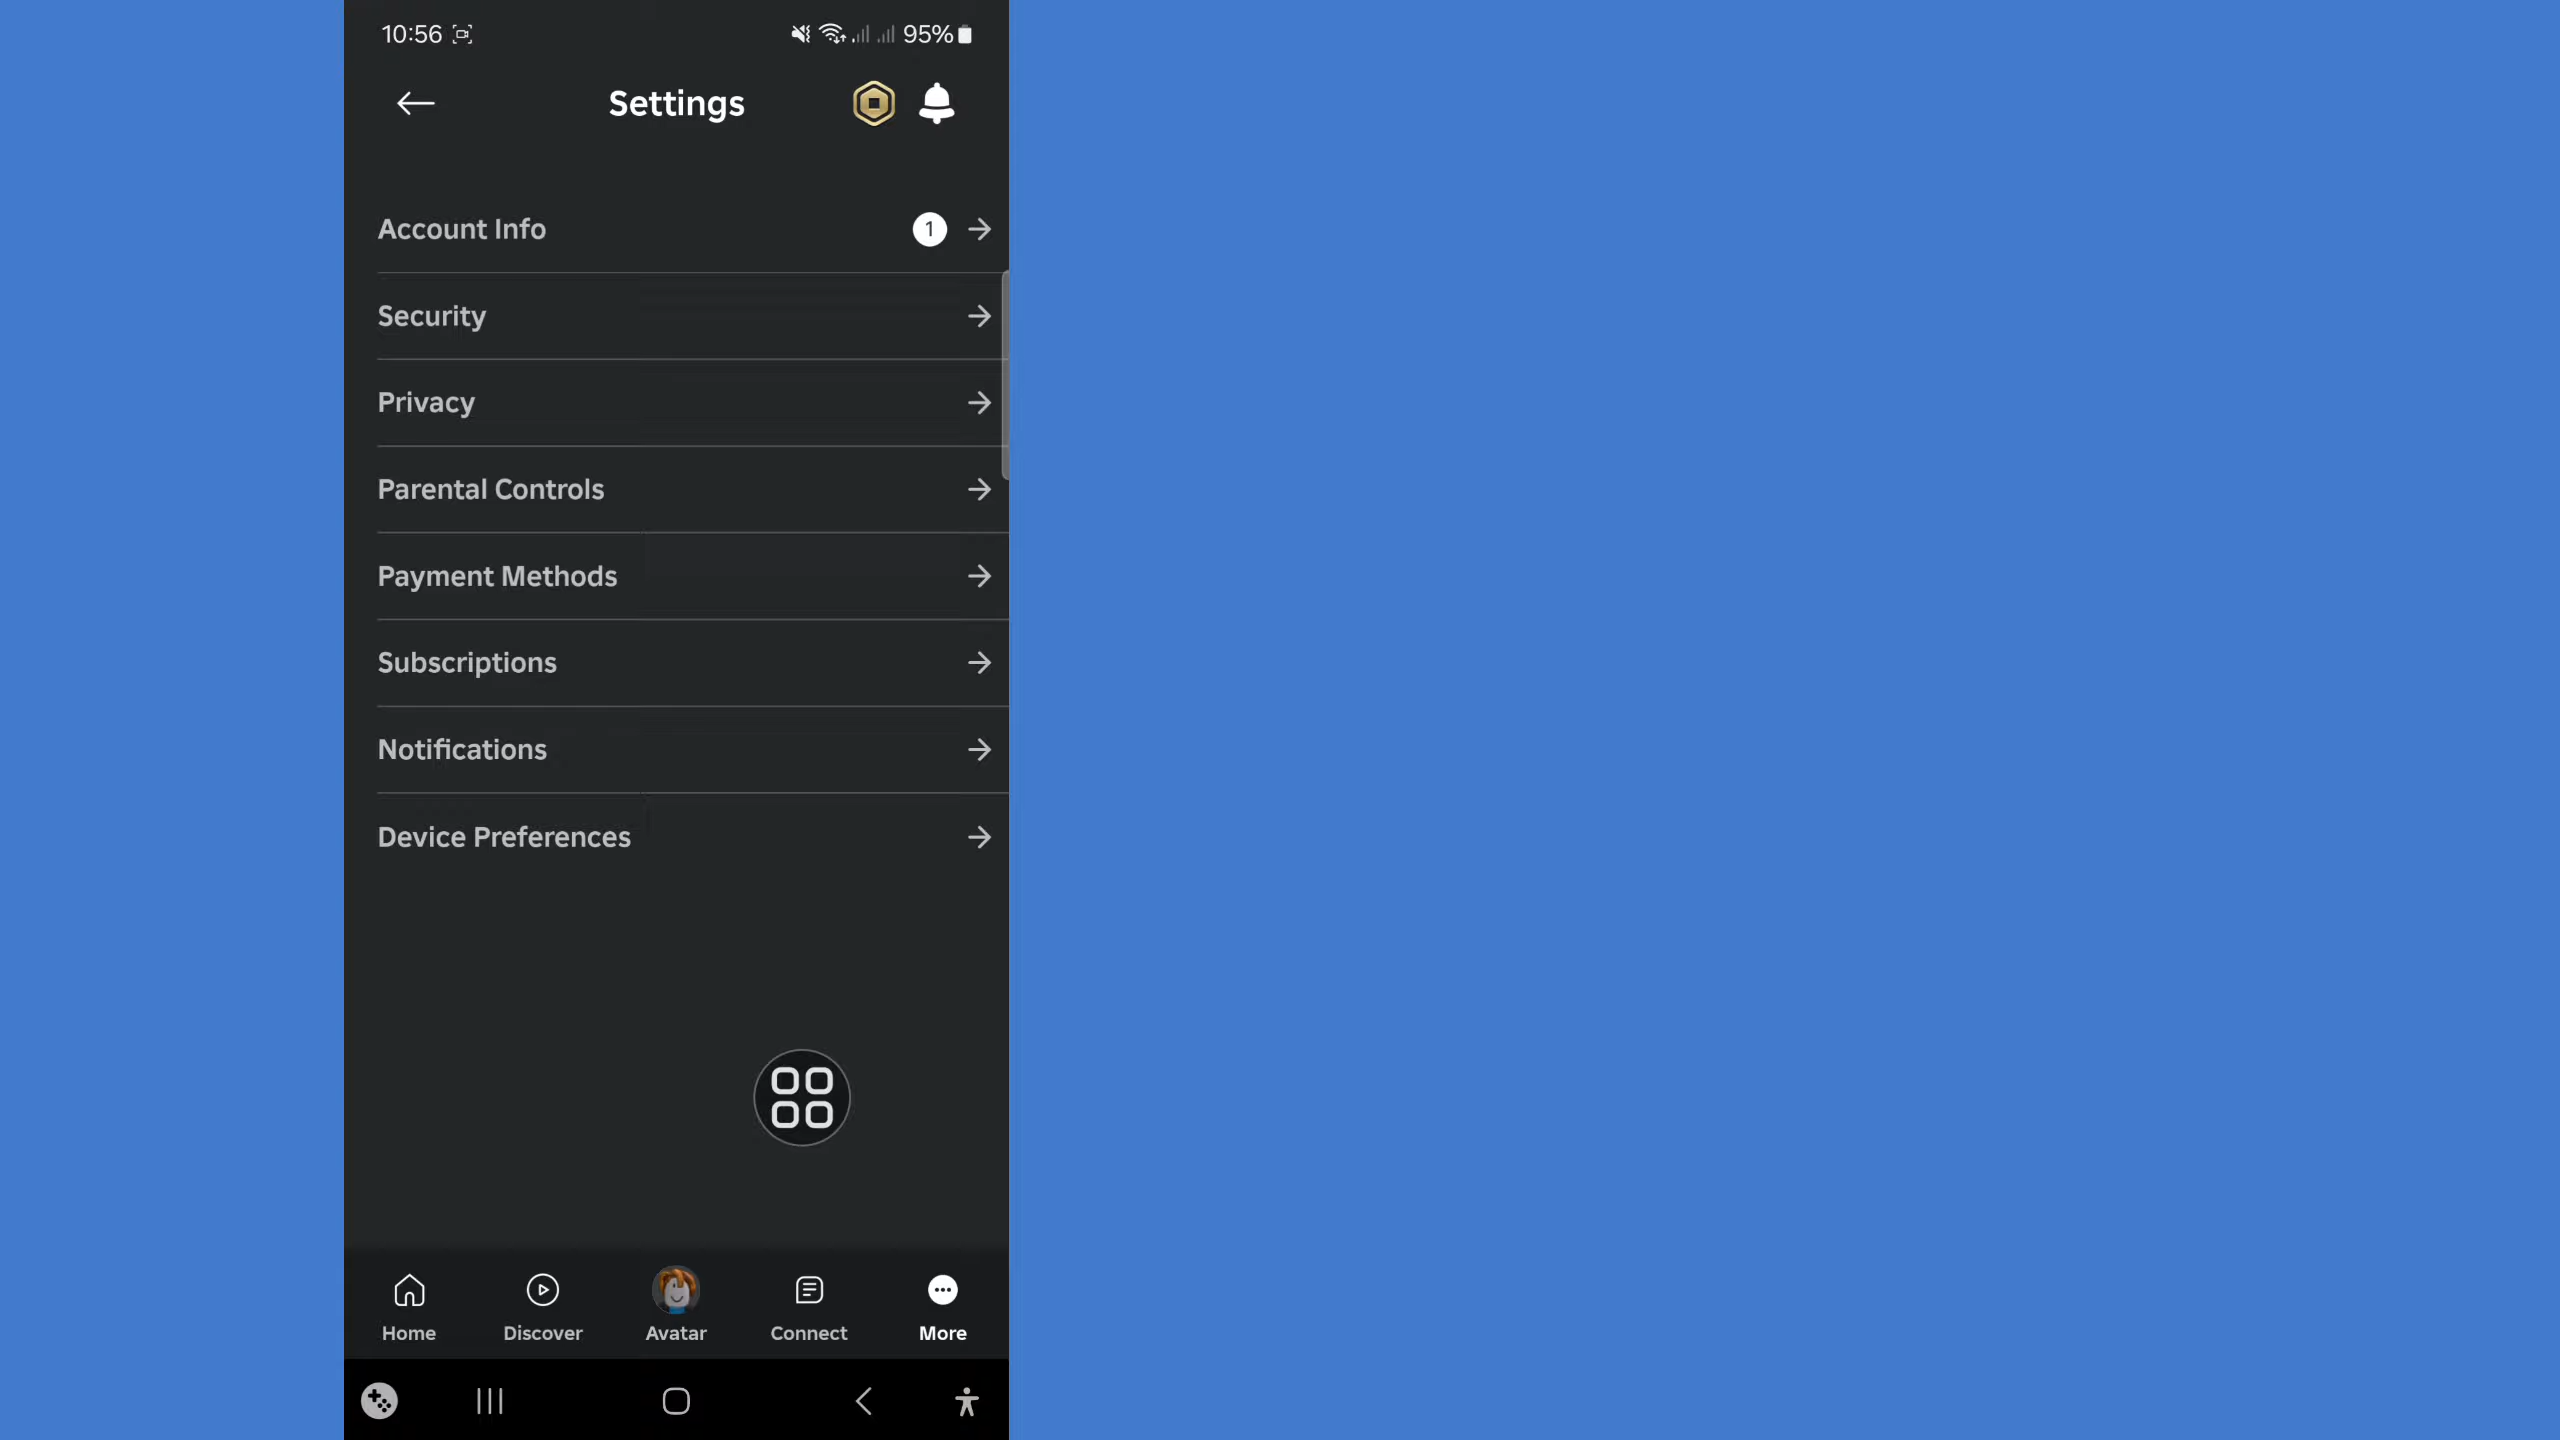 10:56 95%
Settings
Account Info 1
Security
Privacy
Parental Controls
Payment Methods
Subscriptions
Notifications
Device Preferences
Home Discover Avatar Connect More